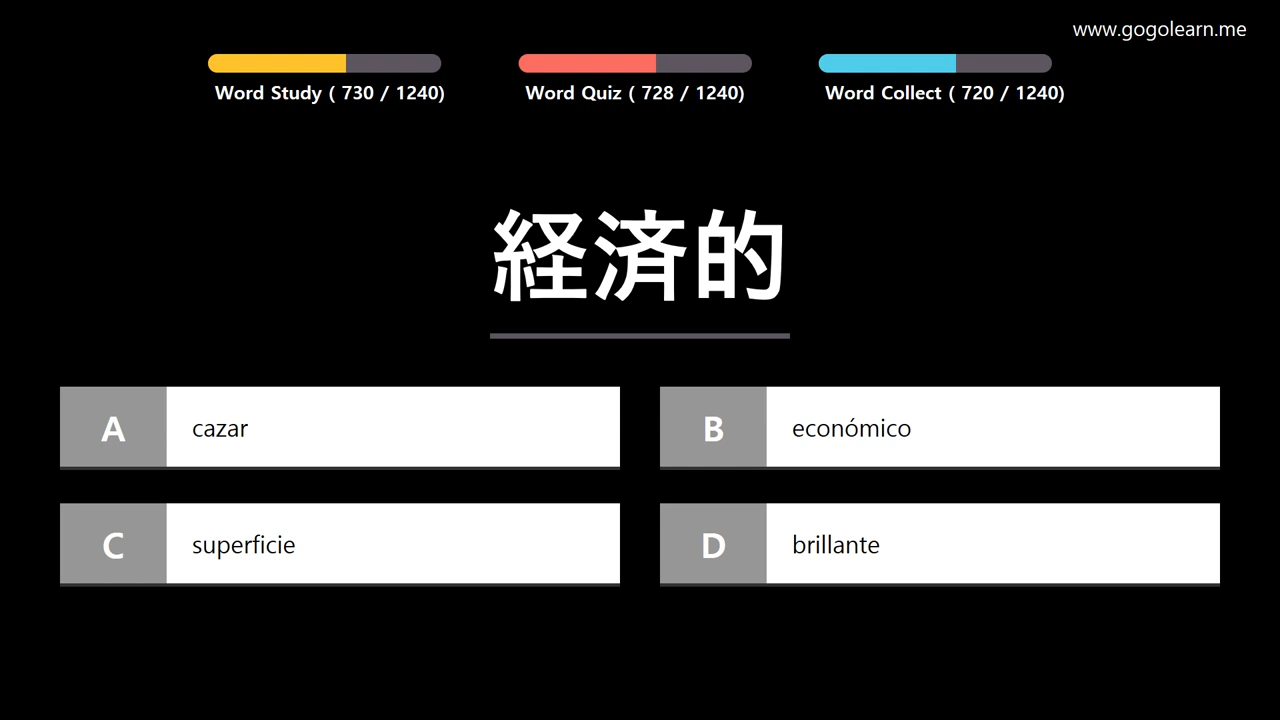 www.gogolearn.me
Word Study ( 730 / 1240)
Word Quiz ( 728 / 1240)
Word Collect ( 720 / 1240)
経済的
A cazar
B económico
C superficie
D brillante